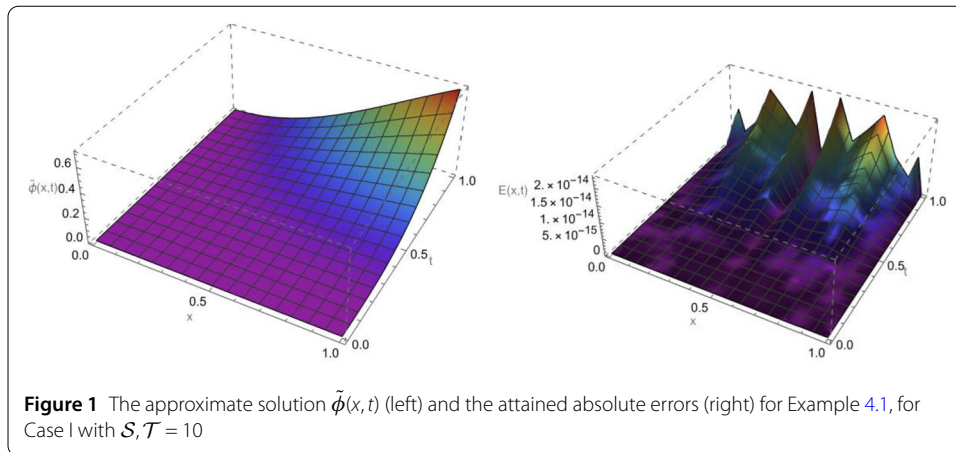 0.6
φ̃(x,t)
0.4
0.2
0.0
0.0
0.5
x
1.0
0.0
0.5
t
1.0
E(x,t)
2.×10⁻¹⁴
1.5×10⁻¹⁴
1.×10⁻¹⁴
5.×10⁻¹⁵
0
0.0
0.5
x
1.0
0.0
0.5
t
1.0
Figure 1 The approximate solution φ̃(x, t) (left) and the attained absolute errors (right) for Example 4.1, for
Case I with S, T = 10